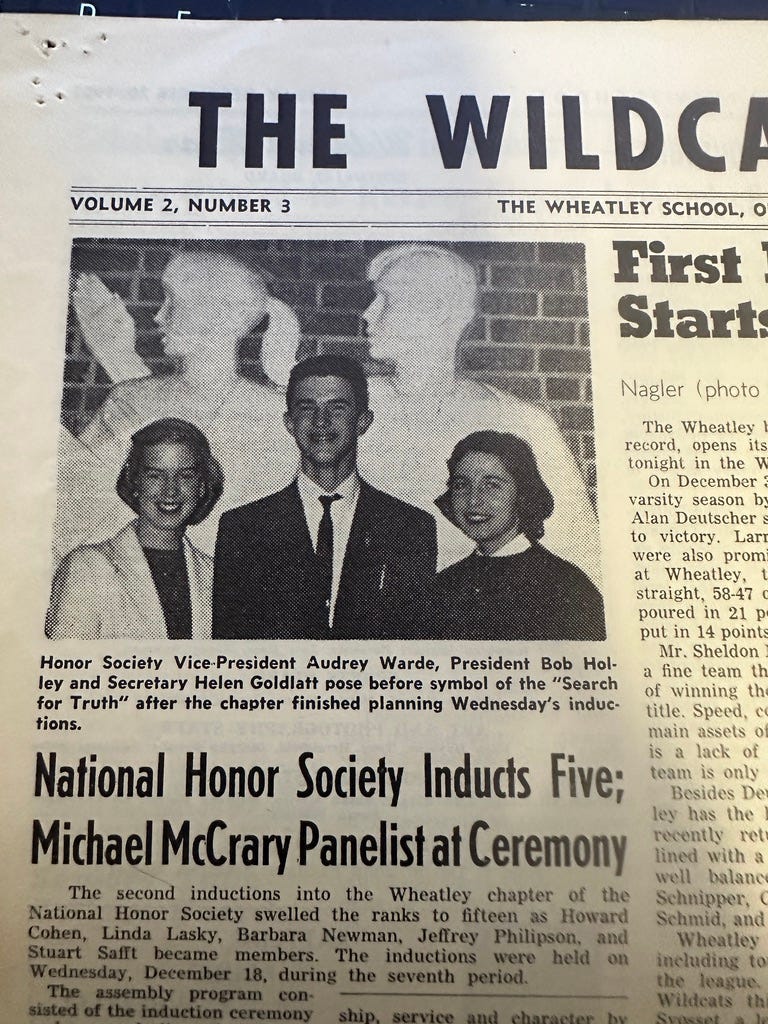 THE WILDCA
VOLUME 2, NUMBER 3
THE WHEATLEY SCHOOL, O
Honor Society Vice-President Audrey Warde, President Bob Hol-
ley and Secretary Helen Goldlatt pose before symbol of the "Search
for Truth" after the chapter finished planning Wednesday's induc-
tions.
National Honor Society Inducts Five;
Michael McCrary Panelist at Ceremony
The second inductions into the Wheatley chapter of the
National Honor Society swelled the ranks to fifteen as Howard
Cohen, Linda Lasky, Barbara Newman, Jeffrey Philipson, and
Stuart Safft became members. The inductions were held on
Wednesday, December 18, during the seventh period.
The assembly program con-
sisted of the induction ceremony
ship, service and character by
First
Starts
Nagler (photo
The Wheatley
record, opens its
tonight in the W
On December
varsity season by
Alan Deutscher s
to victory. Larr
were also promi
at Wheatley, t
straight, 58-47 o
poured in 21 p
put in 14 points
Mr. Sheldon
a fine team th
of winning the
title. Speed, co
main assets of
is a lack of
team is only
Besides De
ley has the
recently ret
lined with a
well balanc
Schnipper, C
Schmid, and
Wheatley
including to
the league.
Wildcats thi
Syosset, a le